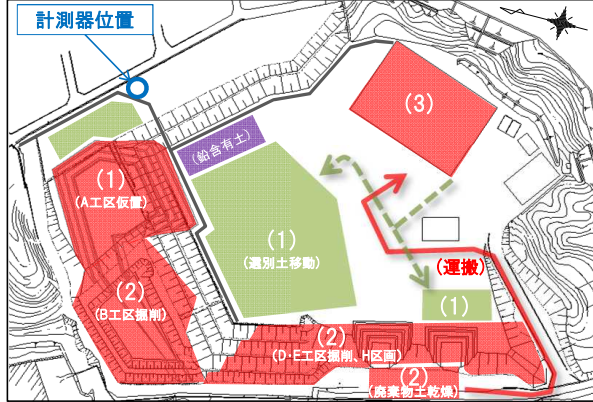 計測器位置
(3)
(鉛含有土)
(1)
(A工区仮置)
(1)
(選別土移動)
(運搬)
(2)
(B工区掘削)
(1)
(2)
(D・E工区掘削、H区画)
(2)
(廃棄物土乾燥)